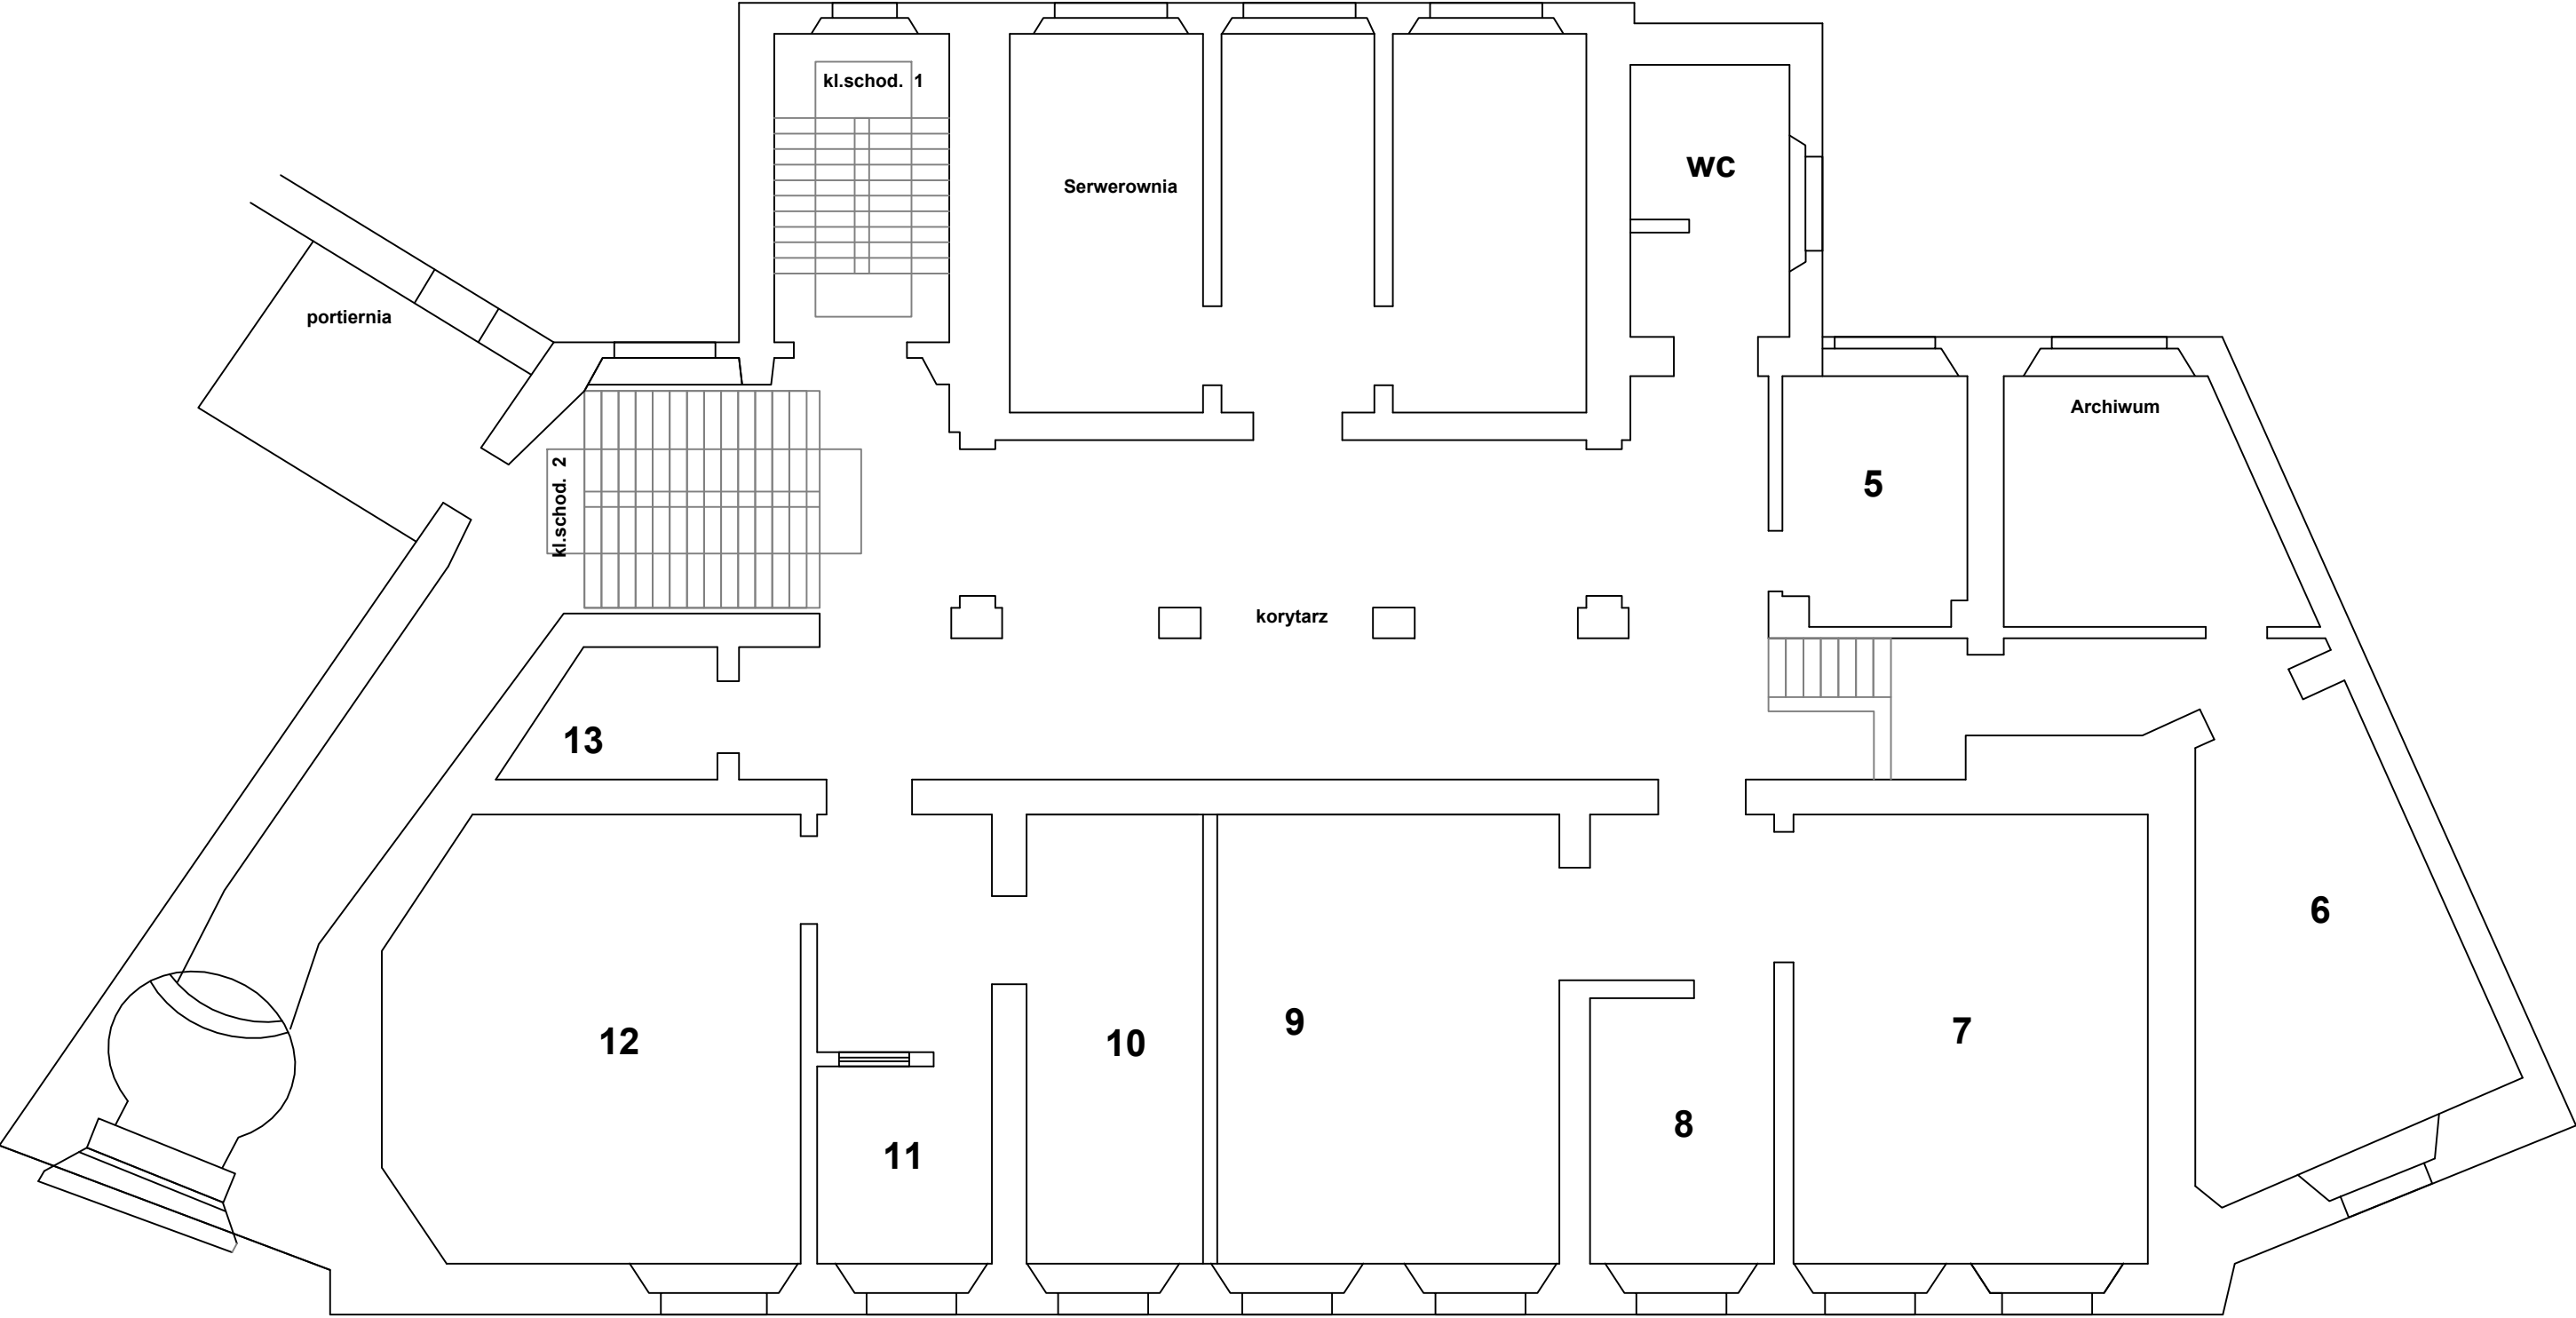 kl.schod. 1
wc
Serwerownia
portiernia
Archiwum
5
kl.schod. 2
korytarz
13
6
9
7
12
10
8
11